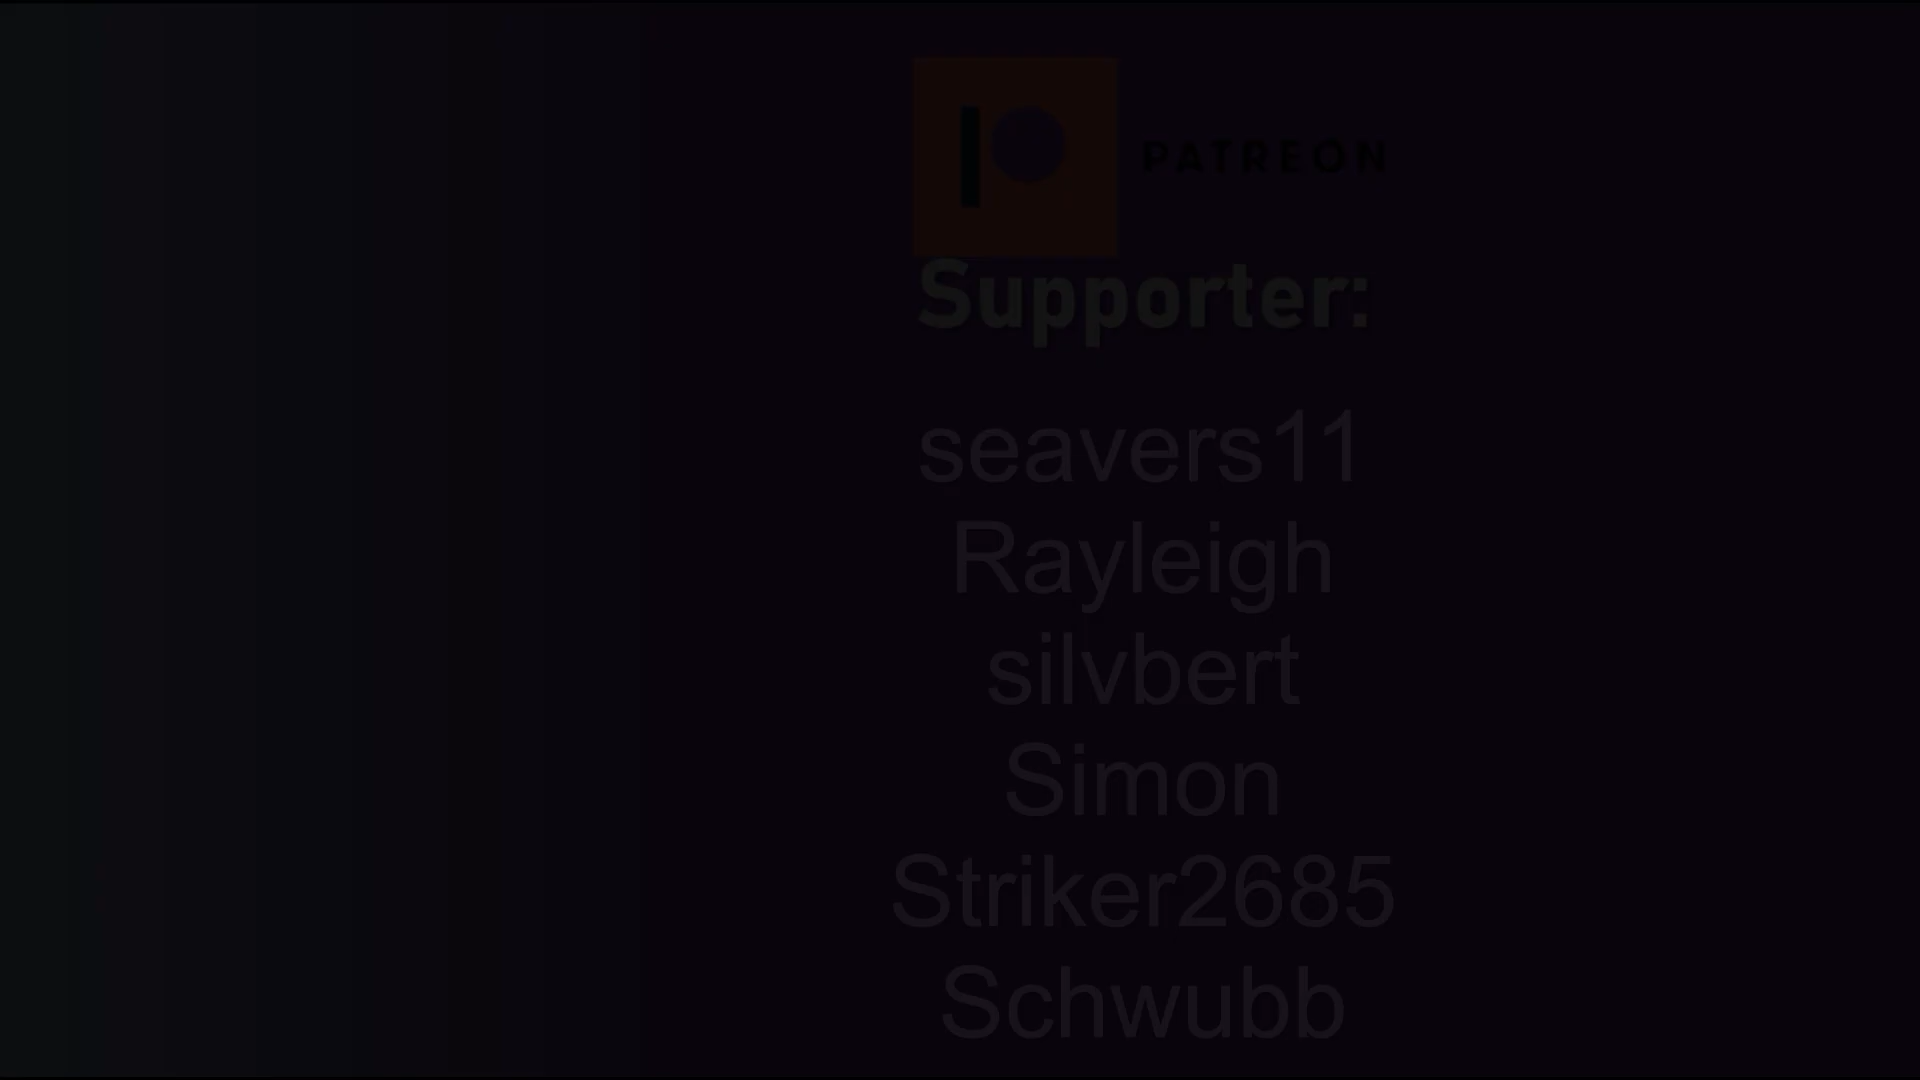 PATREON
Supporter:
seavers11
Rayleigh
silvbert
Simon
Striker2685
Schwubb